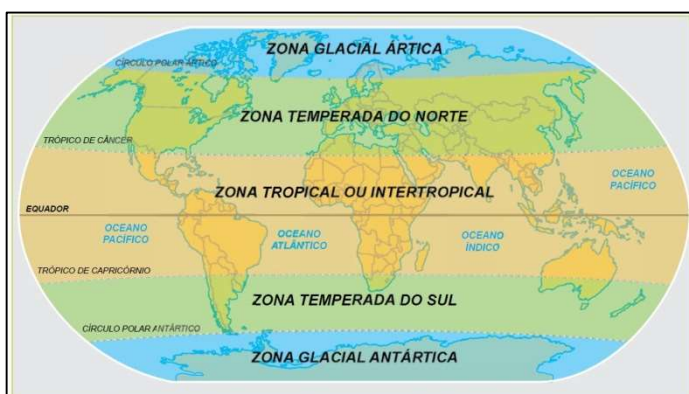 ZONA GLACIAL ÁRTICA
CÍRCULO POLAR ÁRTICO
ZONA TEMPERADA DO NORTE
TRÓPICO DE CÂNCER
ZONA TROPICAL OU INTERTROPICAL
OCEANO
PACÍFICO
EQUADOR
OCEANO
PACÍFICO
OCEANO
ATLÂNTICO
OCEANO
ÍNDICO
TRÓPICO DE CAPRICÓRNIO
ZONA TEMPERADA DO SUL
CÍRCULO POLAR ANTÁRTICO
ZONA GLACIAL ANTÁRTICA